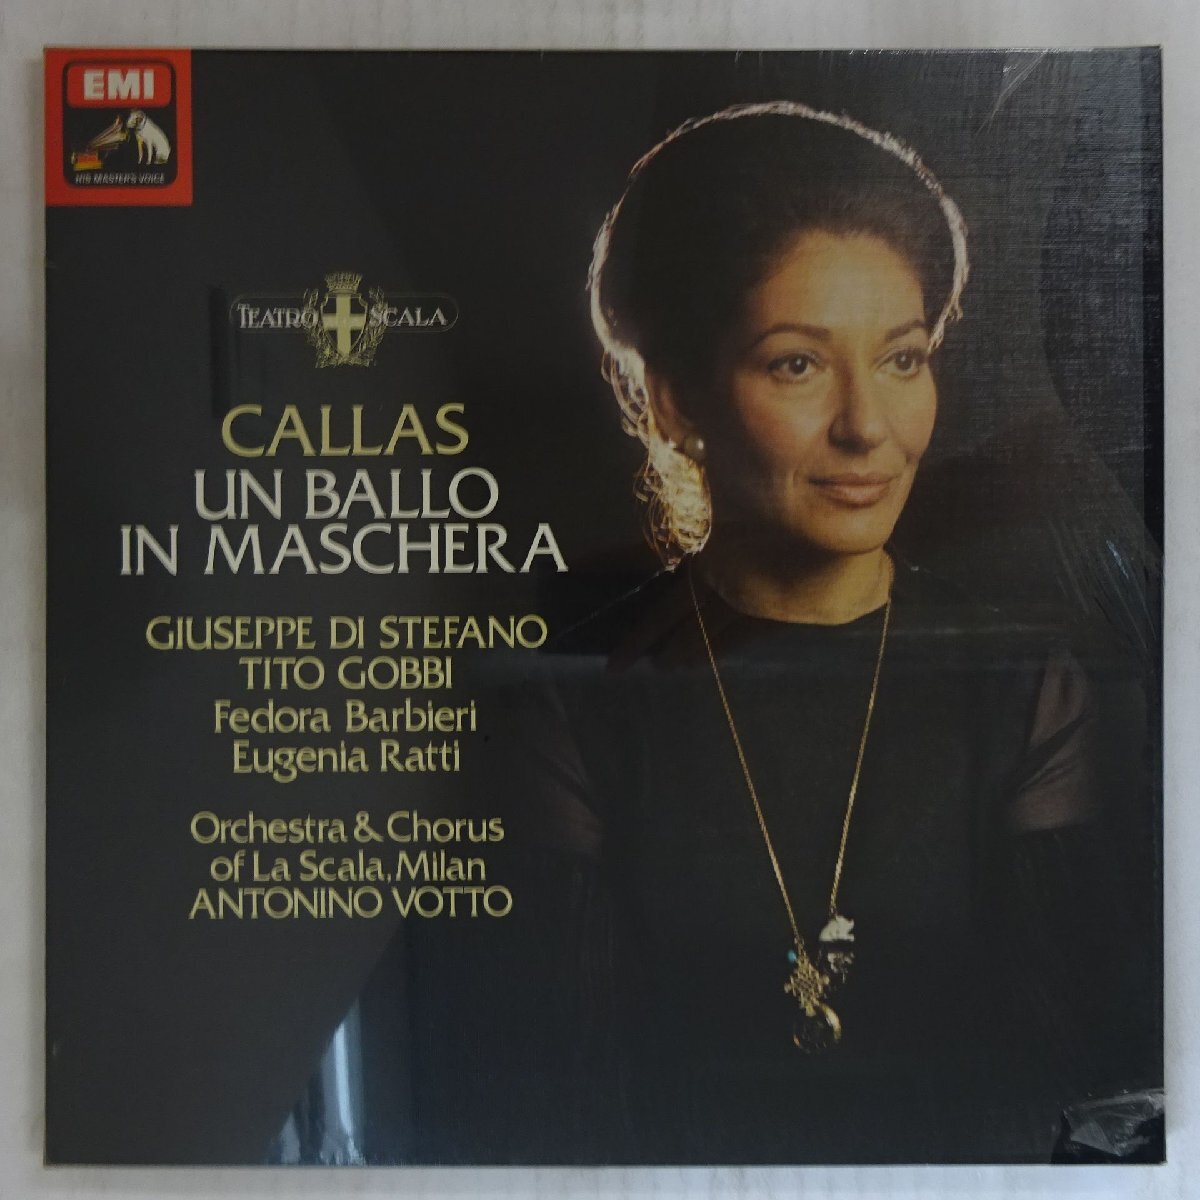 EMI
HIS MASTER'S VOICE
TEATRO SCALA
CALLAS
UN BALLO
IN MASCHERA
GIUSEPPE DI STEFANO
TITO GOBBI
Fedora Barbieri
Eugenia Ratti
Orchestra & Chorus
of La Scala, Milan
ANTONINO VOTTO